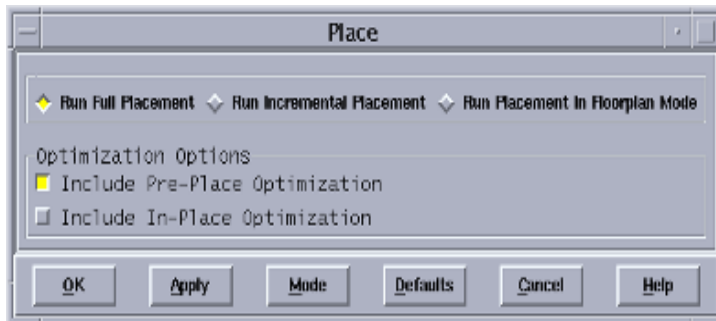 Place
Run Full Placement Run Incremental Placement Run Placement In Floorplan Mode
Optimization Options
Include Pre-Place Optimization
Include In-Place Optimization
OK Apply Mode Defaults Cancel Help